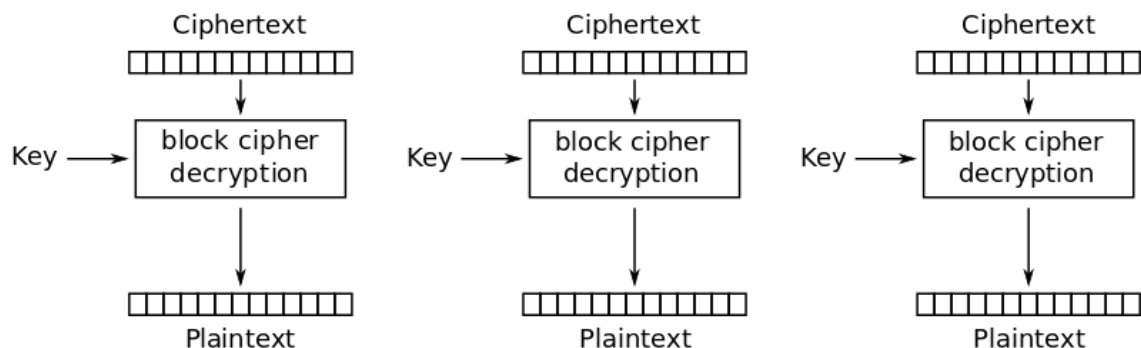 Ciphertext
Ciphertext
Ciphertext
Key
block cipher
decryption
Key
block cipher
decryption
Key
block cipher
decryption
Plaintext
Plaintext
Plaintext